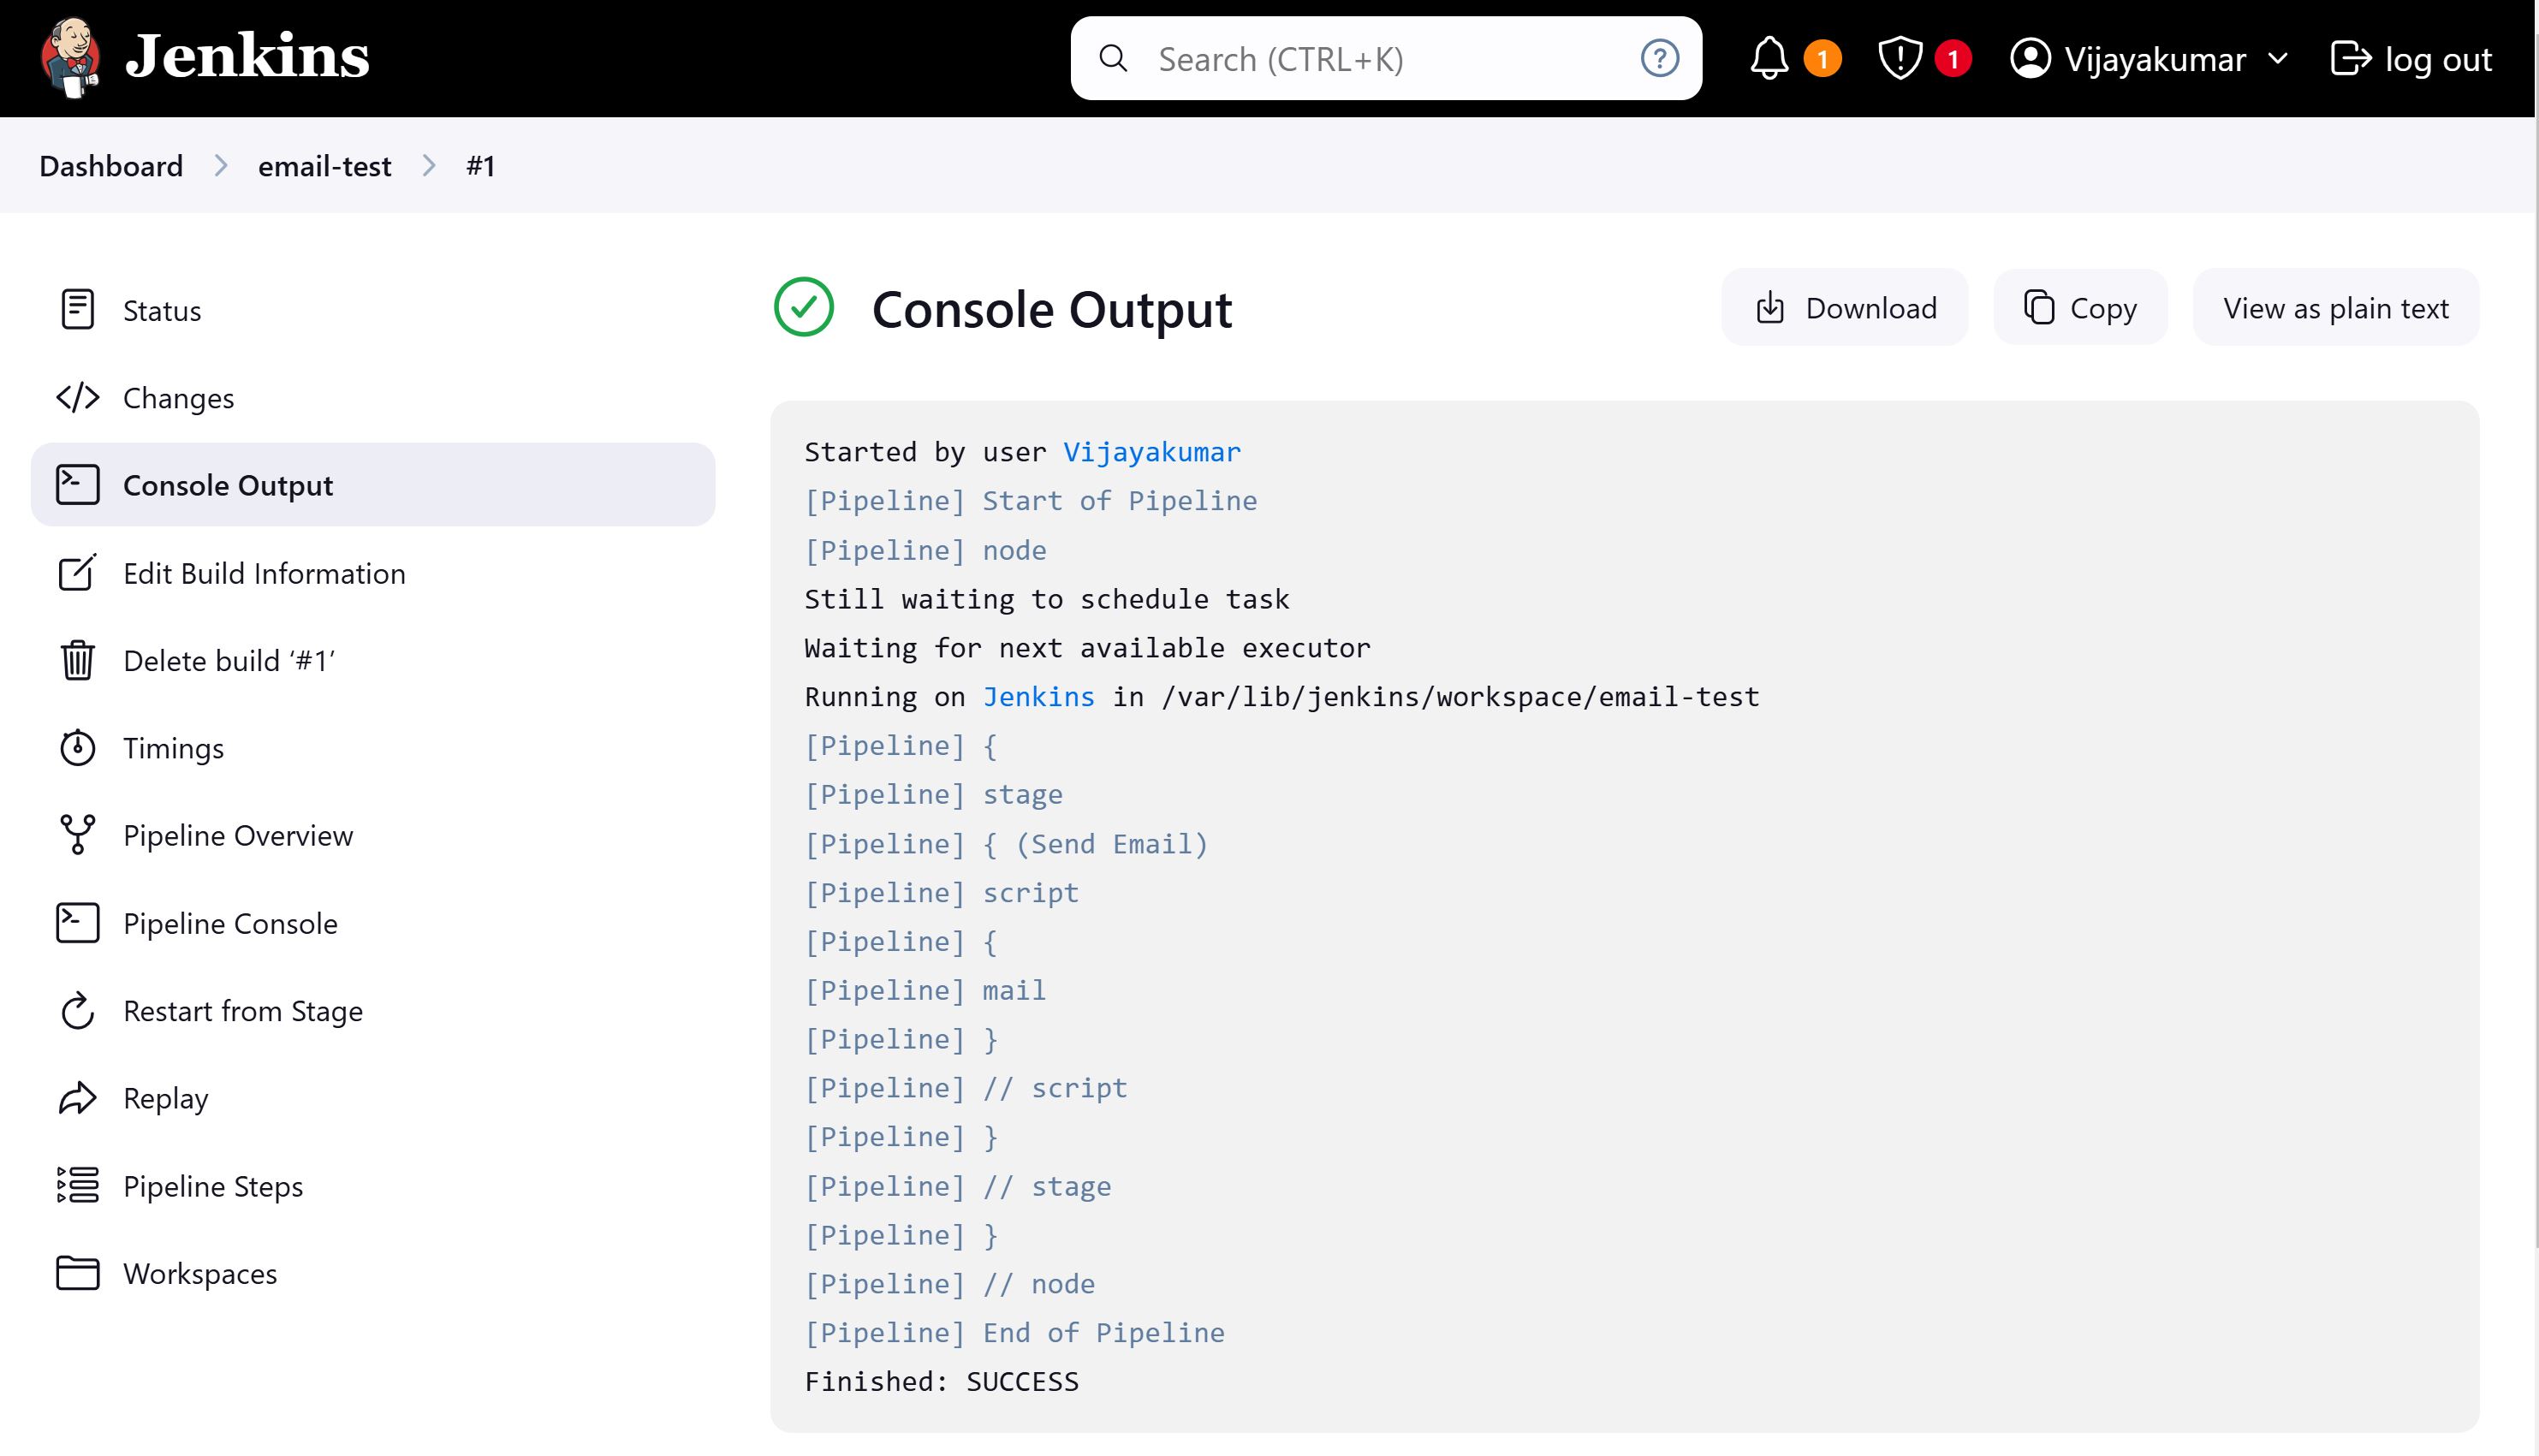 Jenkins
Search (CTRL+K)
?
1
1
Vijayakumar
log out
Dashboard
email-test
#1
Status
Changes
Console Output
Edit Build Information
Delete build ‘#1’
Timings
Pipeline Overview
Pipeline Console
Restart from Stage
Replay
Pipeline Steps
Workspaces
Console Output
Download
Copy
View as plain text
Started by user Vijayakumar
[Pipeline] Start of Pipeline
[Pipeline] node
Still waiting to schedule task
Waiting for next available executor
Running on Jenkins in /var/lib/jenkins/workspace/email-test
[Pipeline] {
[Pipeline] stage
[Pipeline] { (Send Email)
[Pipeline] script
[Pipeline] {
[Pipeline] mail
[Pipeline] }
[Pipeline] // script
[Pipeline] }
[Pipeline] // stage
[Pipeline] }
[Pipeline] // node
[Pipeline] End of Pipeline
Finished: SUCCESS